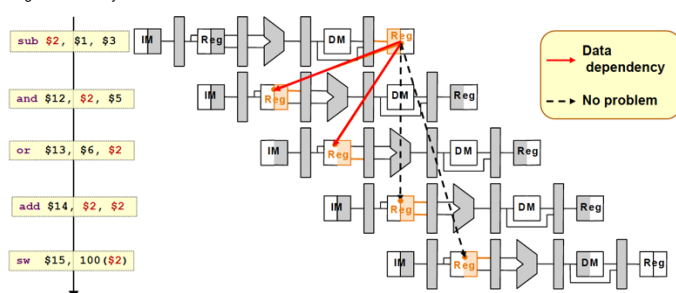 sub $2, $1, $3
IM Reg DM Reg
Data
dependency
No problem
and $12, $2, $5
IM Reg DM Reg
or $13, $6, $2
IM Reg DM Reg
add $14, $2, $2
IM Reg DM Reg
sw $15, 100($2)
IM Reg DM Reg